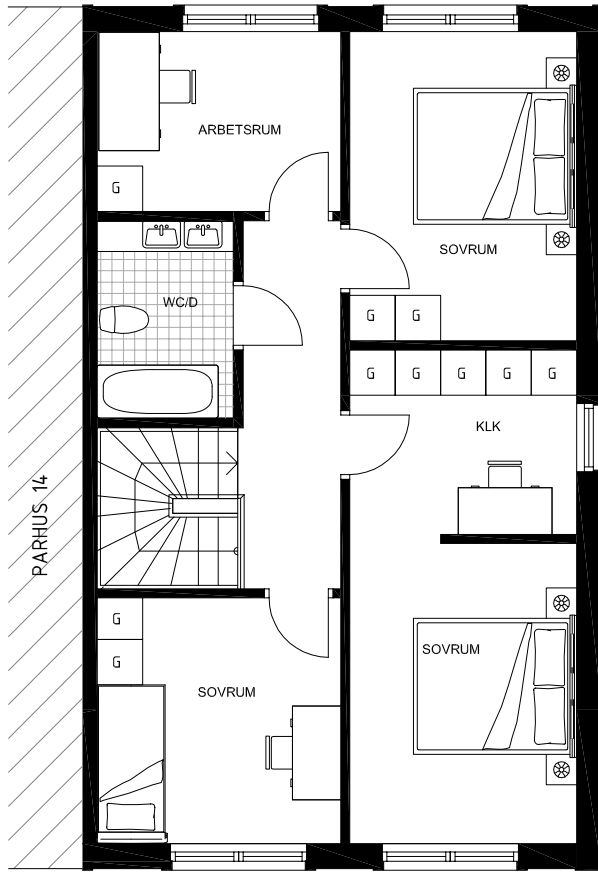 ARBETSRUM
G
SOVRUM
WC/D
G G
G G G G G
KLK
PARHUS 14
G
G
SOVRUM
SOVRUM